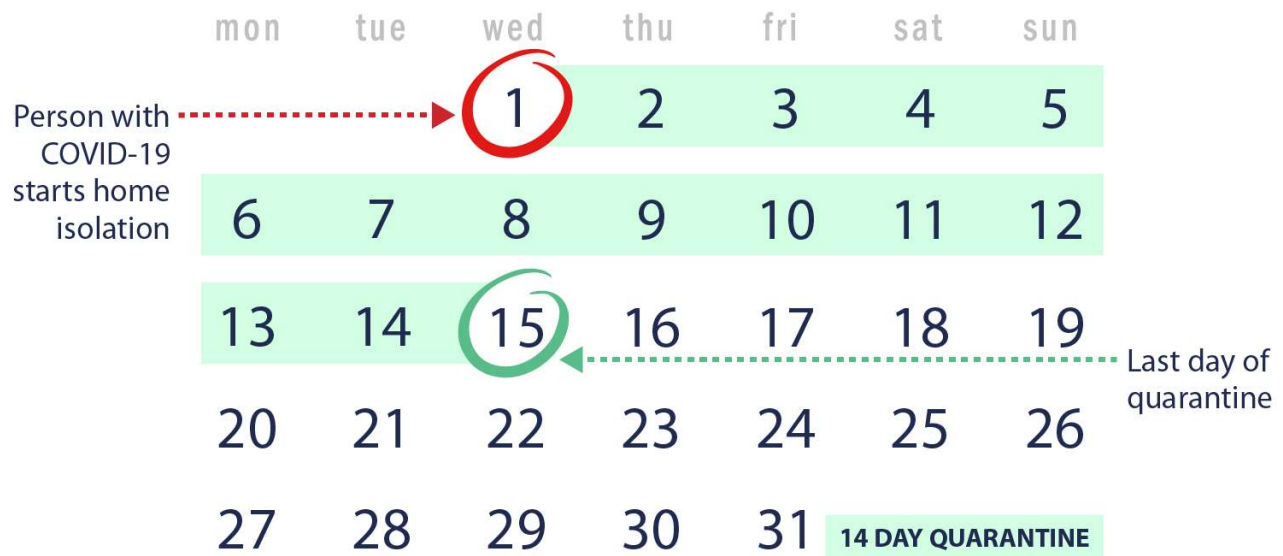 mon tue wed thu fri sat sun
1 2 3 4 5
Person with
COVID-19
starts home
isolation
6 7 8 9 10 11 12
13 14 15 16 17 18 19
Last day of
quarantine
20 21 22 23 24 25 26
27 28 29 30 31
14 DAY QUARANTINE